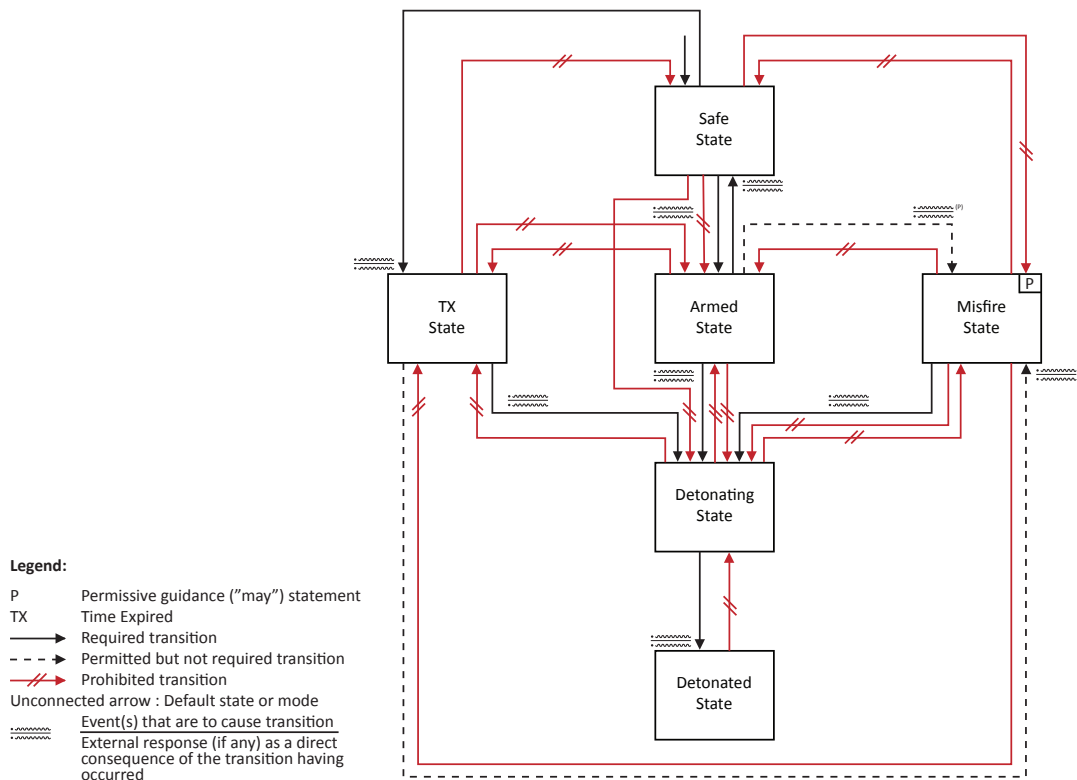 Safe
State
(P)
TX
State
Armed
State
P
Misfire
State
Detonating
State
Detonated
State
Legend:
P Permissive guidance (”may”) statement
TX Time Expired
Required transition
Permitted but not required transition
Prohibited transition
Unconnected arrow : Default state or mode
Event(s) that are to cause transition
External response (if any) as a direct
consequence of the transition having
occurred